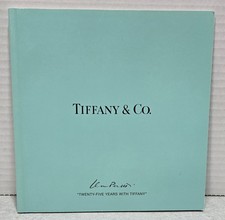 TIFFANY & CO.
"TWENTY-FIVE YEARS WITH TIFFANY"